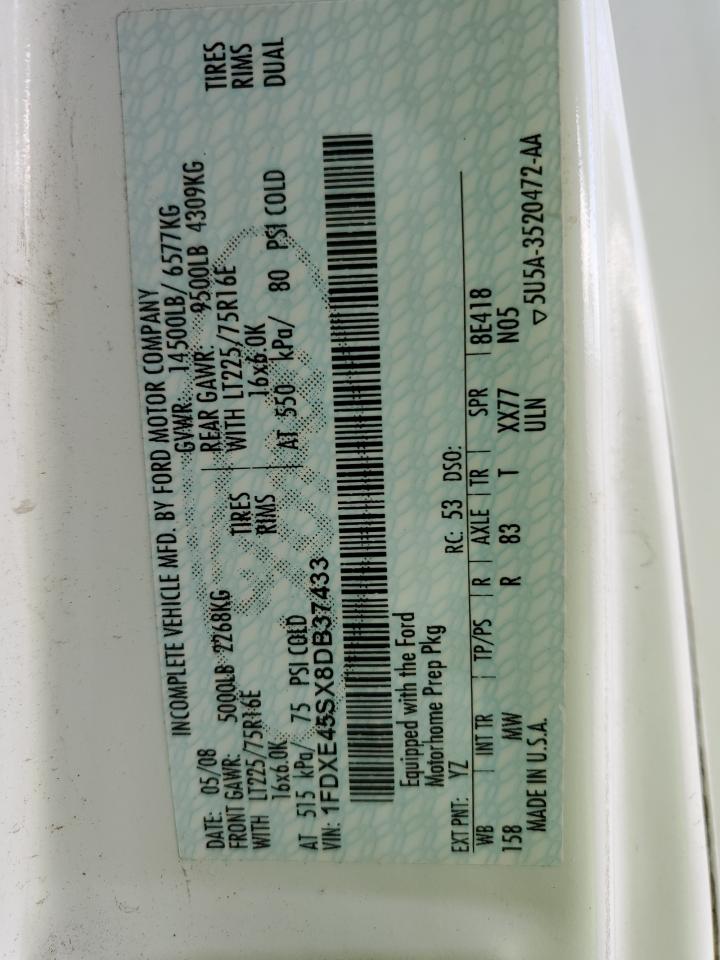 INCOMPLETE VEHICLE MFD. BY FORD MOTOR COMPANY
DATE: 05/08 GVWR: 14500LB/ 6577KG
FRONT GAWR: 5000LB 2268KG REAR GAWR: 9500LB 4309KG
WITH LT225/75R16E TIRES WITH LT225/75R16E TIRES
16x6.0K RIMS 16x6.0K RIMS
AT 515 kPa/ 75 PSI COLD AT 550 kPa/ 80 PSI COLD DUAL
VIN: 1FDXE45SX8DB37433
Equipped with the Ford
Motorhome Prep Pkg
EXT PNT: YZ RC: 53 DSO:
WB INT TR TP/PS R AXLE TR SPR 8E418
158 MW R 83 T XX77 N05
MADE IN U.S.A. ULN
▽5U5A-3520472-AA